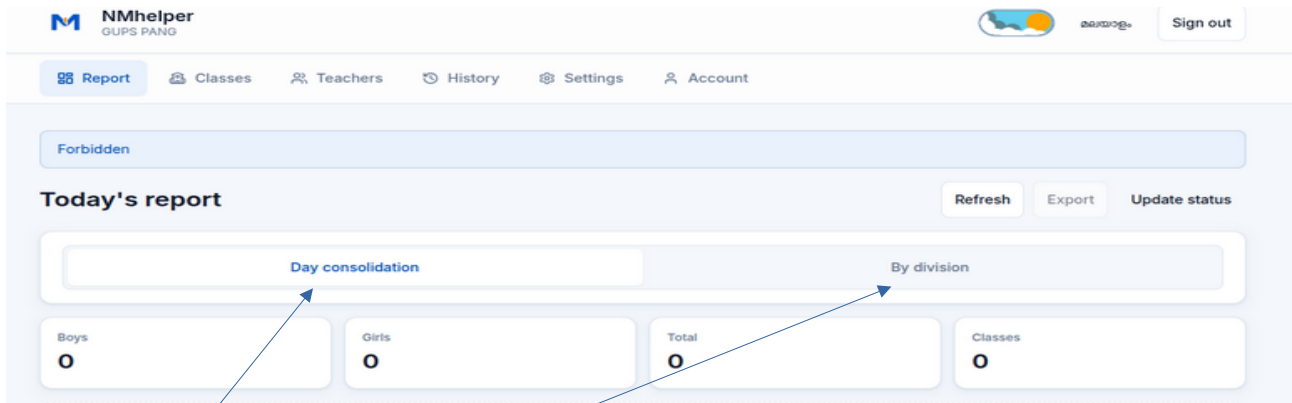 NMhelper
GUPS PANG
മലയാളം
Sign out
Report
Classes
Teachers
History
Settings
Account
Forbidden
Today's report
Refresh
Export
Update status
Day consolidation
By division
Boys
0
Girls
0
Total
0
Classes
0